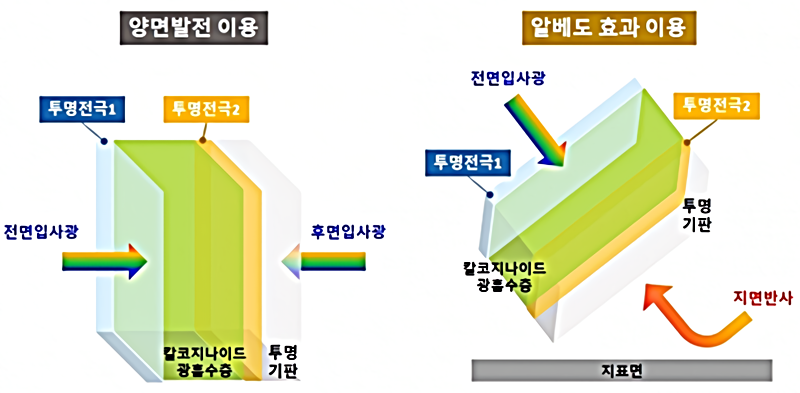 양면발전 이용
투명전극1
투명전극2
전면입사광
후면입사광
칼코지나이드
광흡수층
투명
기판
알베도 효과 이용
전면입사광
투명전극2
투명전극1
투명
기판
칼코지나이드
광흡수층
지면반사
지표면